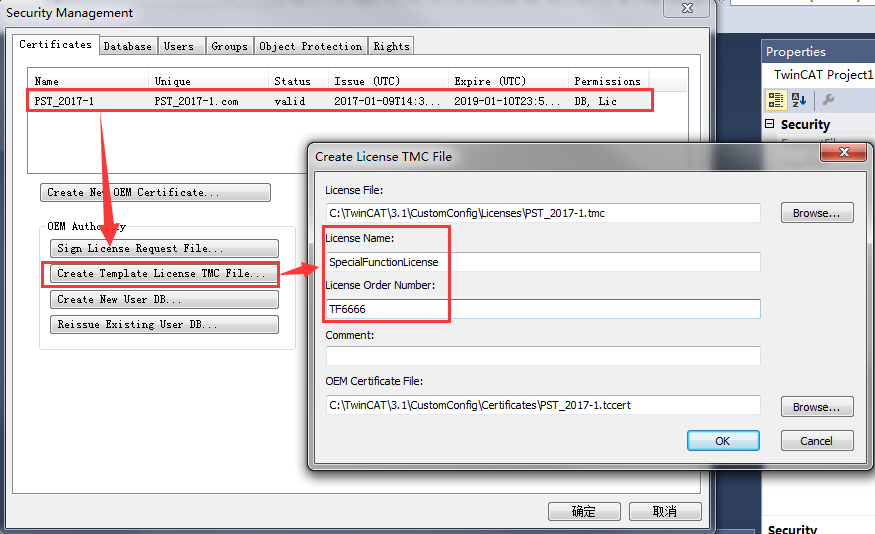 Security Management
Certificates Database Users Groups Object Protection Rights
Name Unique Status Issue (UTC) Expire (UTC) Permissions
PST_2017-1 PST_2017-1.com valid 2017-01-09T14:3... 2019-01-10T23:5... DB, Lic
Create New OEM Certificate...
OEM Authority
Sign License Request File...
Create Template License TMC File...
Create New User DB...
Reissue Existing User DB...
确定 取消
Create License TMC File
License File:
C:\TwinCAT\3.1\CustomConfig\Licenses\PST_2017-1.tmc Browse...
License Name:
SpecialFunctionLicense
License Order Number:
TF6666
Comment:
OEM Certificate File:
C:\TwinCAT\3.1\CustomConfig\Certificates\PST_2017-1.tccert Browse...
OK Cancel
Properties
TwinCAT Project1
Security
Security